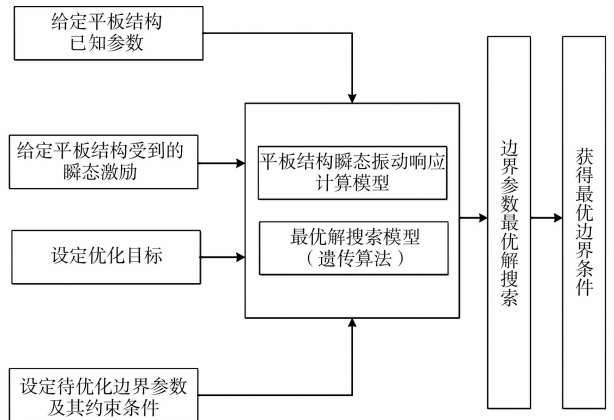 给定平板结构
已知参数
给定平板结构受到的
瞬态激励
设定优化目标
设定待优化边界参数
及其约束条件
平板结构瞬态振动响应
计算模型
最优解搜索模型
（遗传算法）
边界参数最优解搜索
获得最优边界条件